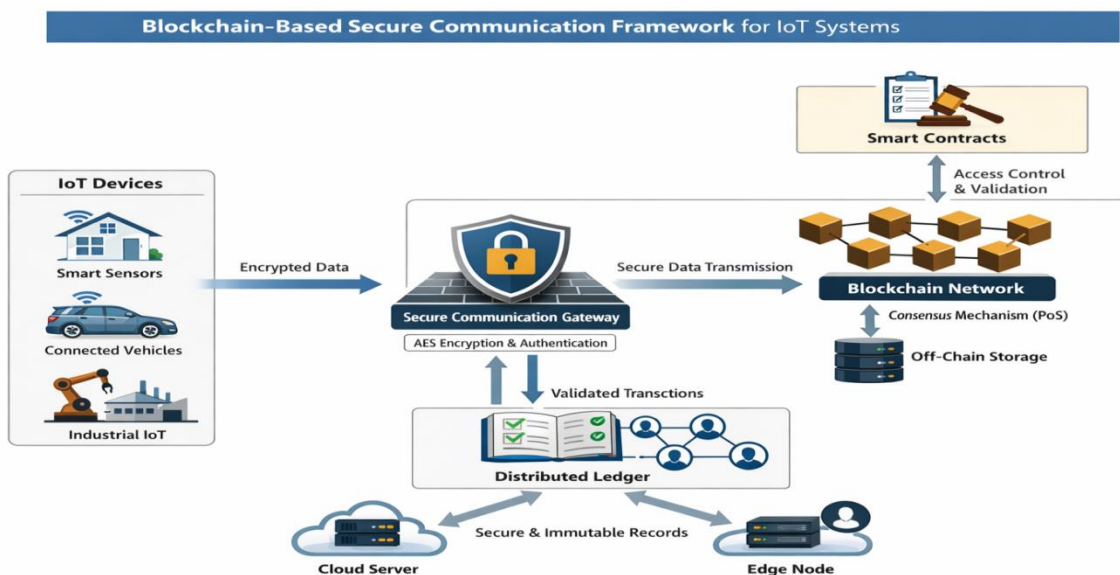 Blockchain-Based Secure Communication Framework for IoT Systems
Smart Contracts
Access Control
& Validation
IoT Devices
Smart Sensors
Connected Vehicles
Industrial IoT
Encrypted Data
Secure Communication Gateway
AES Encryption & Authentication
Secure Data Transmission
Blockchain Network
Consensus Mechanism (PoS)
Off-Chain Storage
Validated Transctions
Distributed Ledger
Secure & Immutable Records
Cloud Server
Edge Node